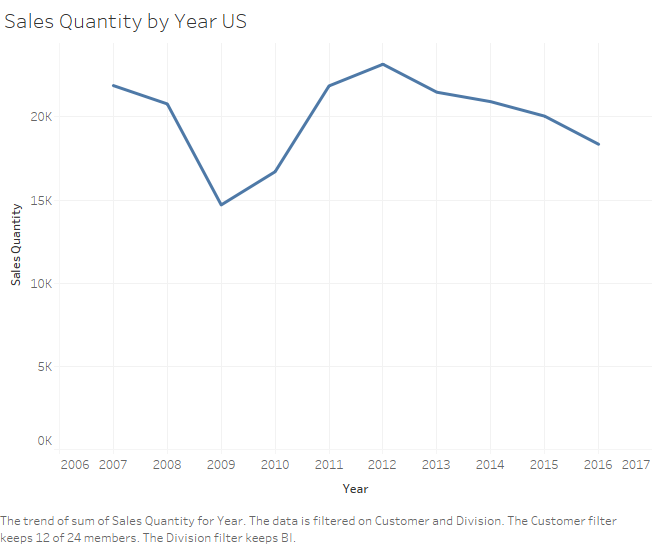 Sales Quantity by Year US
20K
15K
10K
5K
0K
Sales Quantity
2006 2007 2008 2009 2010 2011 2012 2013 2014 2015 2016 2017
Year
The trend of sum of Sales Quantity for Year. The data is filtered on Customer and Division. The Customer filter
keeps 12 of 24 members. The Division filter keeps BI.